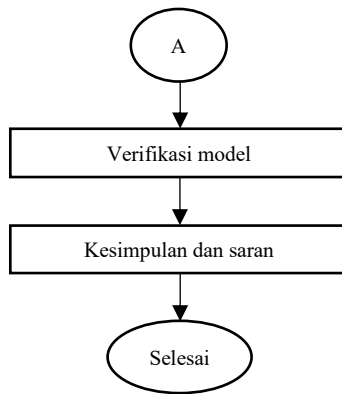 A
Verifikasi model
Kesimpulan dan saran
Selesai